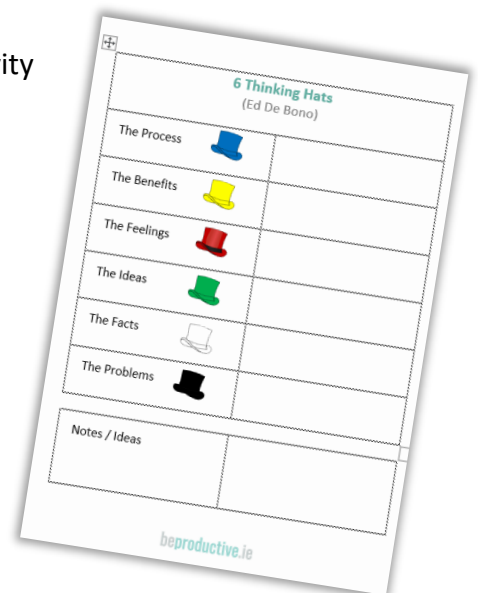 ity
6 Thinking Hats
(Ed De Bono)
The Process
The Benefits
The Feelings
The Ideas
The Facts
The Problems
Notes / Ideas
beproductive.ie